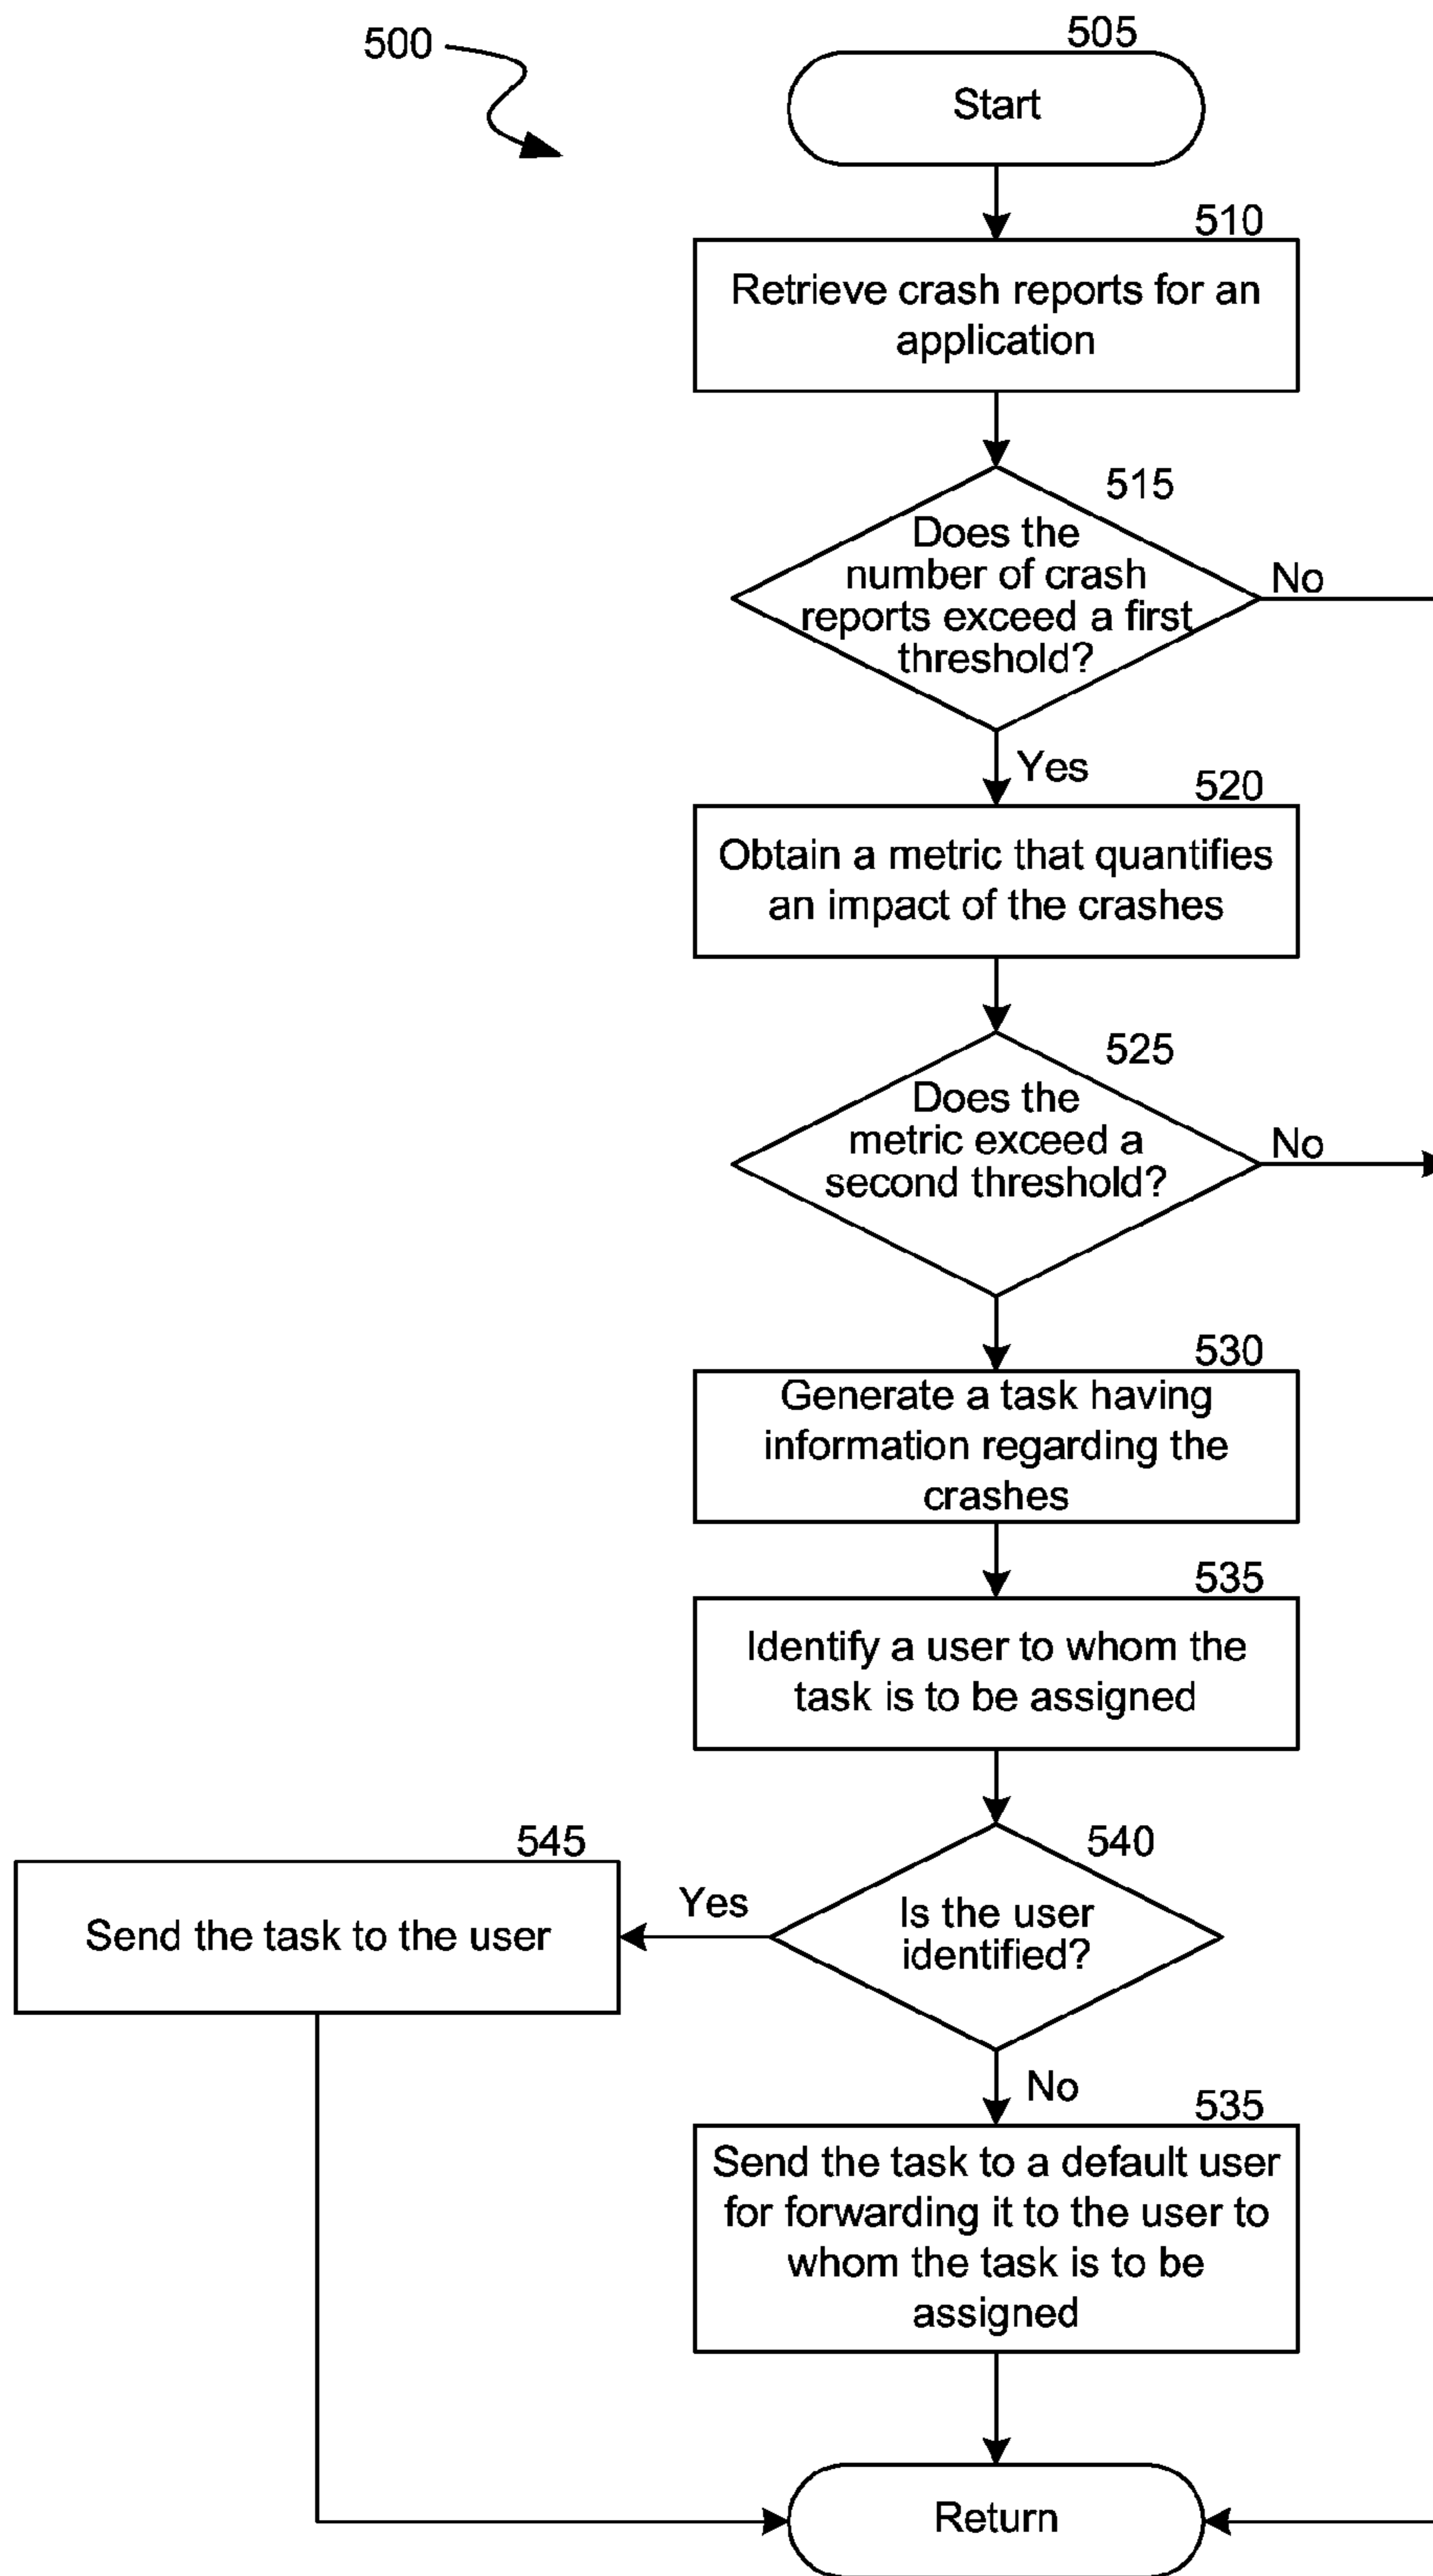 500
505
Start
510
Retrieve crash reports for an
application
515
Does the
number of crash
reports exceed a first
threshold?
No
Yes
520
Obtain a metric that quantifies
an impact of the crashes
525
Does the
metric exceed a
second threshold?
No
530
Generate a task having
information regarding the
crashes
535
Identify a user to whom the
task is to be assigned
540
Is the user
identified?
Yes
545
Send the task to the user
No
535
Send the task to a default user
for forwarding it to the user to
whom the task is to be
assigned
Return